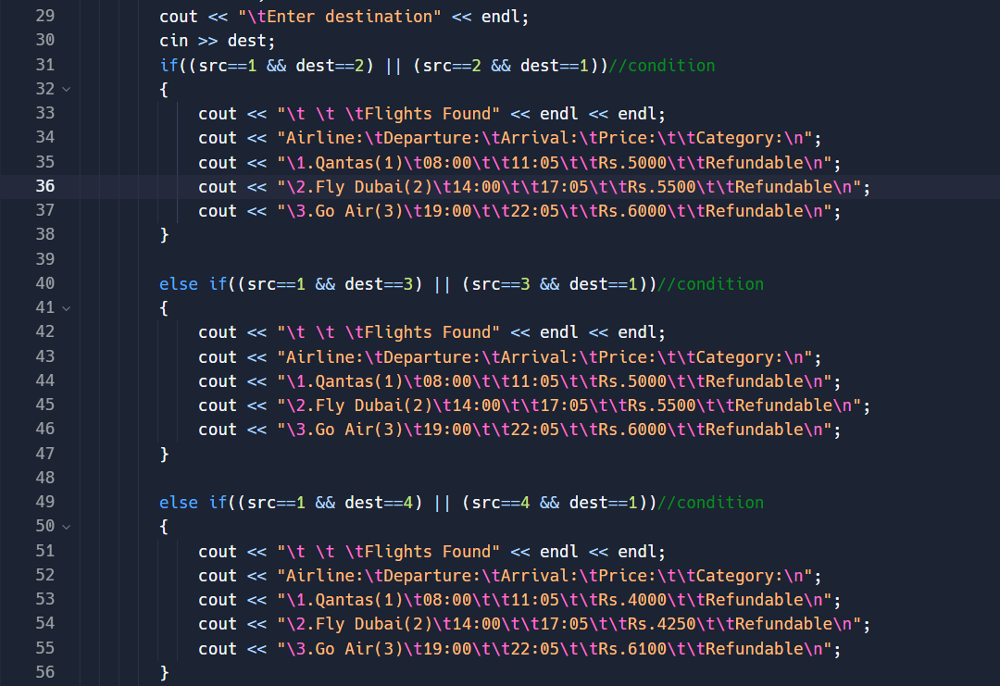 29 cout << "\tEnter destination" << endl;
30 cin >> dest;
31 if((src==1 && dest==2) || (src==2 && dest==1))//condition
32 {
33 cout << "\t \t \tFlights Found" << endl << endl;
34 cout << "Airline:\tDeparture:\tArrival:\tPrice:\t\tCategory:\n";
35 cout << "\1.Qantas(1)\t08:00\t\t11:05\t\tRs.5000\t\tRefundable\n";
36 cout << "\2.Fly Dubai(2)\t14:00\t\t17:05\t\tRs.5500\t\tRefundable\n";
37 cout << "\3.Go Air(3)\t19:00\t\t22:05\t\tRs.6000\t\tRefundable\n";
38 }
39
40 else if((src==1 && dest==3) || (src==3 && dest==1))//condition
41 {
42 cout << "\t \t \tFlights Found" << endl << endl;
43 cout << "Airline:\tDeparture:\tArrival:\tPrice:\t\tCategory:\n";
44 cout << "\1.Qantas(1)\t08:00\t\t11:05\t\tRs.5000\t\tRefundable\n";
45 cout << "\2.Fly Dubai(2)\t14:00\t\t17:05\t\tRs.5500\t\tRefundable\n";
46 cout << "\3.Go Air(3)\t19:00\t\t22:05\t\tRs.6000\t\tRefundable\n";
47 }
48
49 else if((src==1 && dest==4) || (src==4 && dest==1))//condition
50 {
51 cout << "\t \t \tFlights Found" << endl << endl;
52 cout << "Airline:\tDeparture:\tArrival:\tPrice:\t\tCategory:\n";
53 cout << "\1.Qantas(1)\t08:00\t\t11:05\t\tRs.4000\t\tRefundable\n";
54 cout << "\2.Fly Dubai(2)\t14:00\t\t17:05\t\tRs.4250\t\tRefundable\n";
55 cout << "\3.Go Air(3)\t19:00\t\t22:05\t\tRs.6100\t\tRefundable\n";
56 }